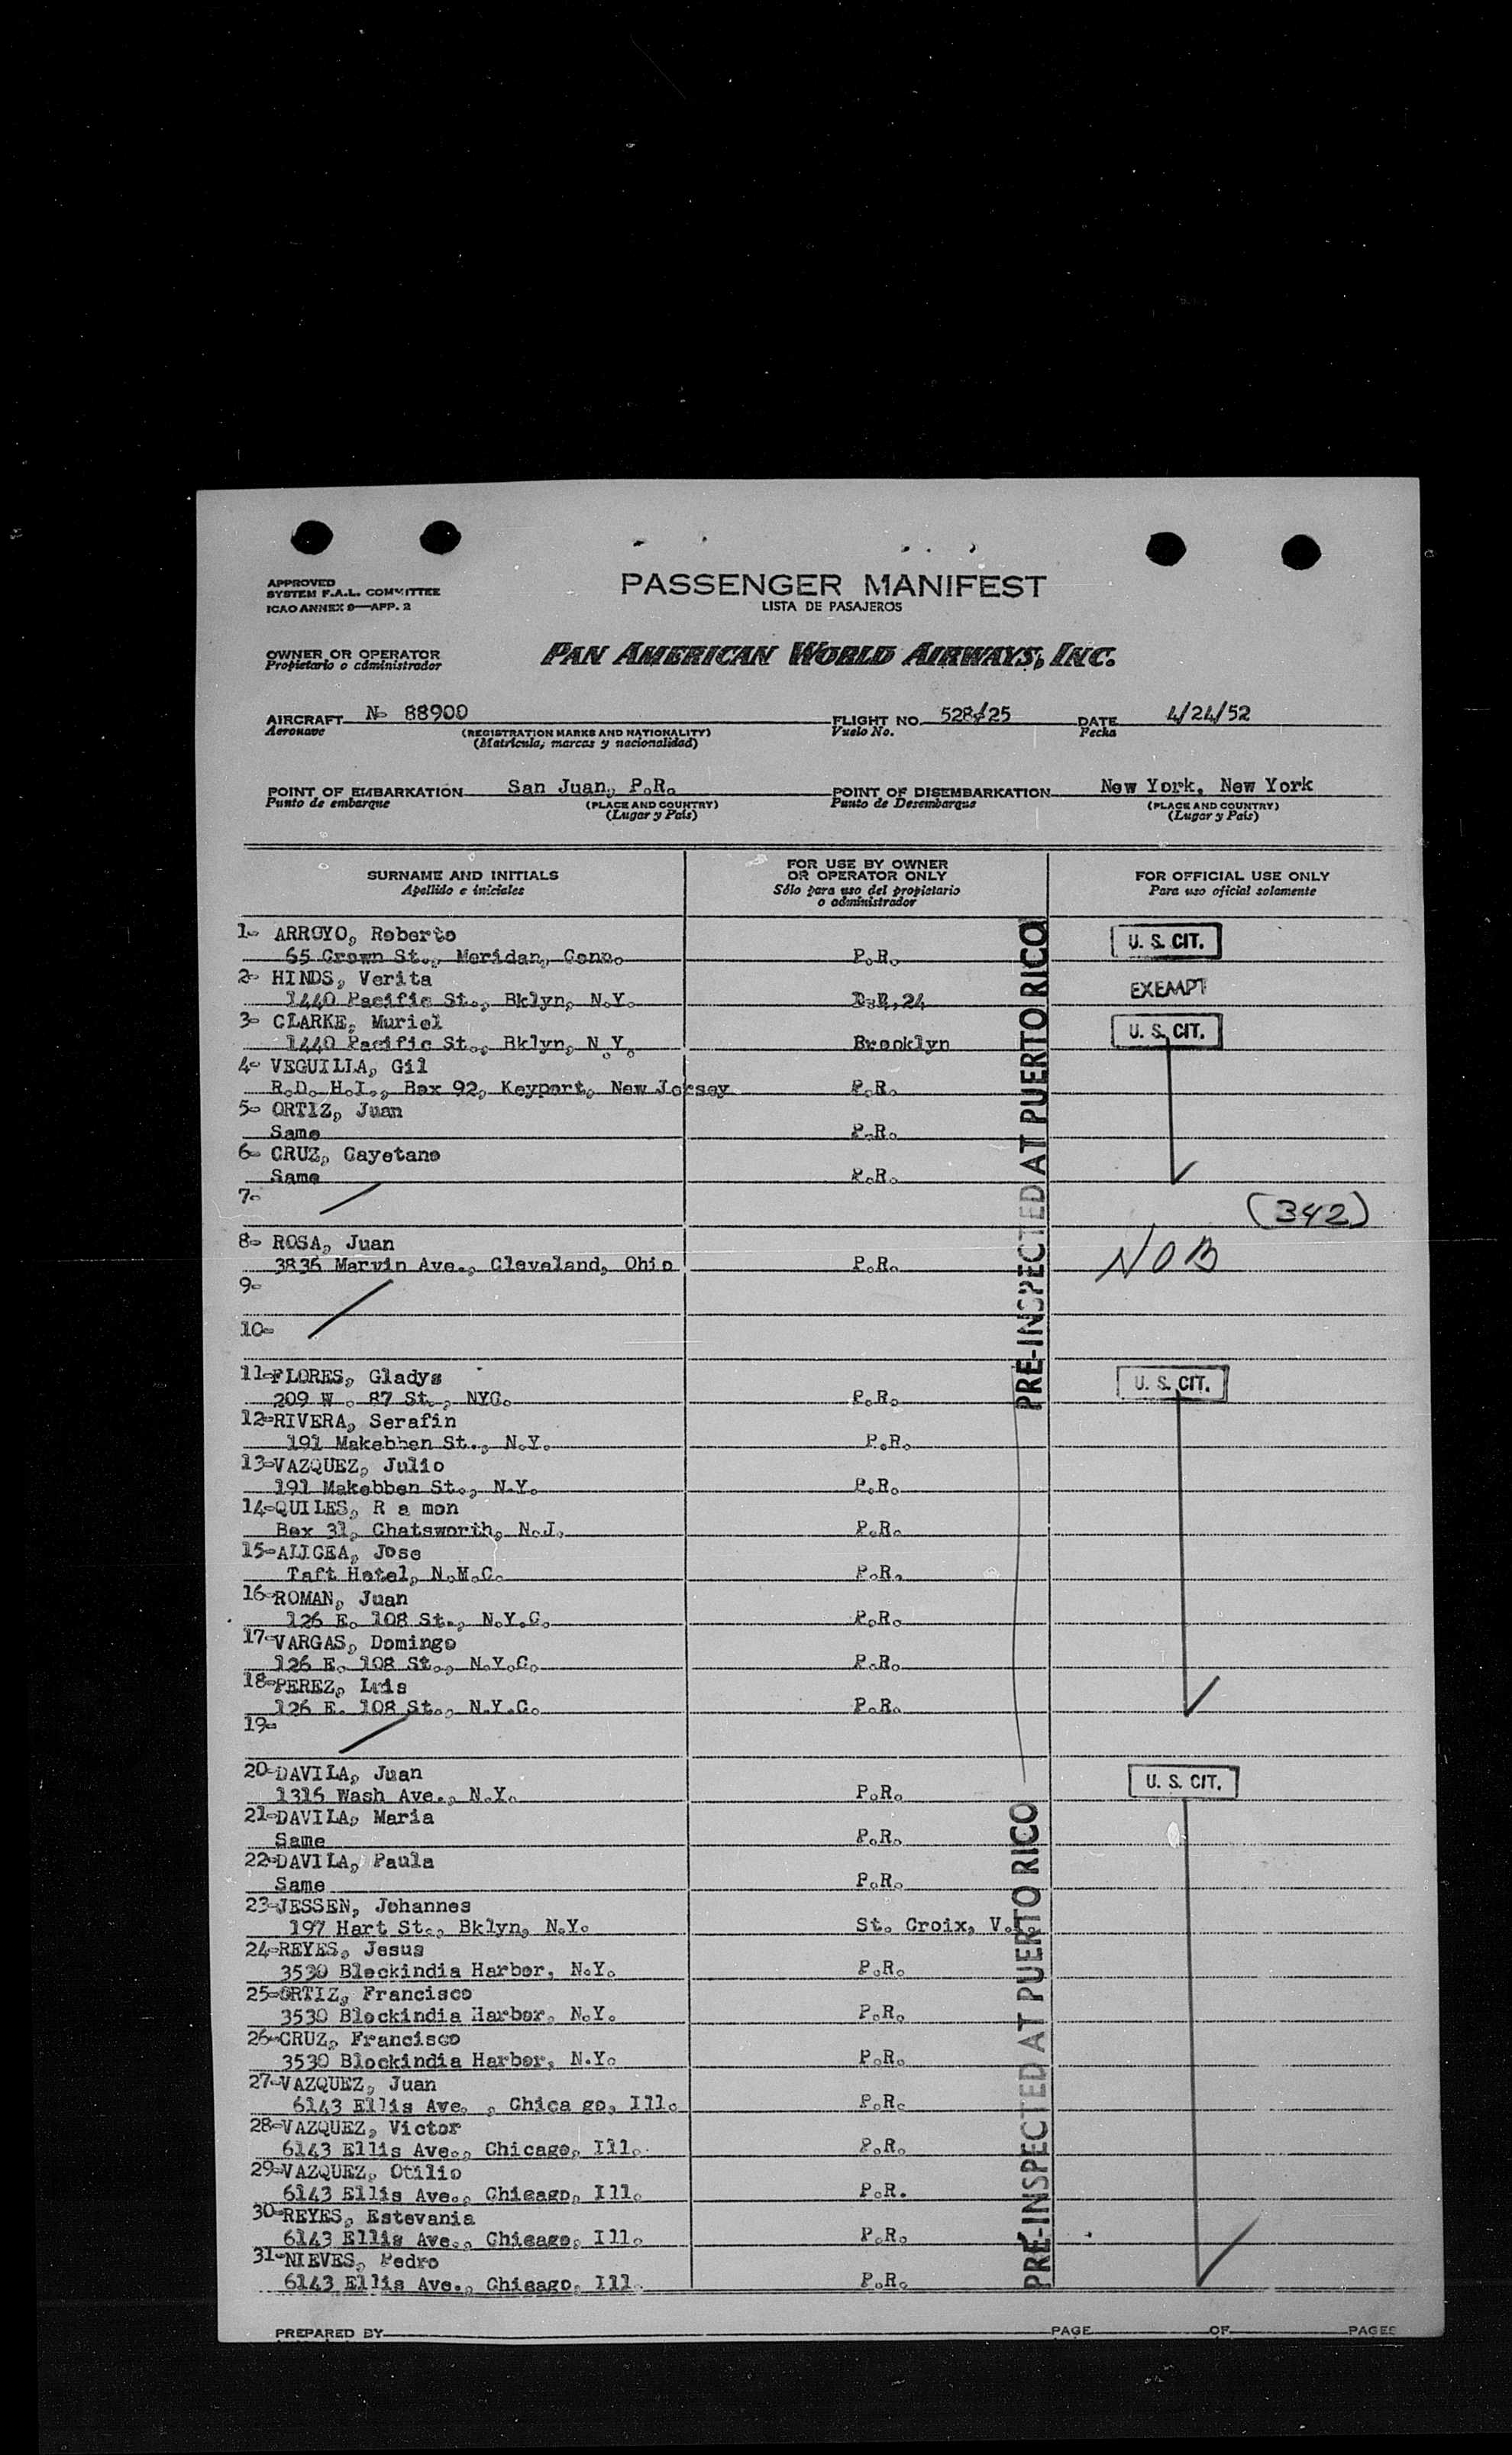 APPROVED
SYSTEM F.A.L. COMMITTEE
ICAO ANNEX 9—APP. 2
PASSENGER MANIFEST
LISTA DE PASAJEROS
OWNER OR OPERATOR
Propietario o administrador
PAN AMERICAN WORLD AIRWAYS, INC.
AIRCRAFT N- 88900 FLIGHT NO. 528/25 DATE 4/24/52
Aeronave (REGISTRATION MARKS AND NATIONALITY) Vuelo No. Fecha
(Matrícula, marcas y nacionalidad)
POINT OF EMBARKATION San Juan, P.R. POINT OF DISEMBARKATION New York, New York
Punto de embarque (PLACE AND COUNTRY) Punto de Desembarque (PLACE AND COUNTRY)
(Lugar y País) (Lugar y País)
SURNAME AND INITIALS FOR USE BY OWNER OR OPERATOR ONLY FOR OFFICIAL USE ONLY
Apellido e iniciales Sólo para uso del propietario o administrador Para uso oficial solamente
1- ARROYO, Roberto U. S. CIT.
65 Crown St., Meridan, Conn. P.R.
2- HINDS, Verita EXEMPT
1440 Pacific St., Bklyn, N.Y.
3- CLARKE, Muriel U. S. CIT.
1440 Pacific St., Bklyn, N.Y. Brooklyn
4- VEGUILLA, Gil
R.D. H.I., Box 92, Keyport, New Jersey P.R.
5- ORTIZ, Juan
Same P.R.
6- CRUZ, Cayetano
Same P.R.
7-
(342)
8- ROSA, Juan
3836 Marvin Ave., Cleveland, Ohio P.R. NOB
9-
10-
11-FLORES, Gladys U. S. CIT.
209 W . 87 St., NYC. P.R.
12-RIVERA, Serafin
191 Makebben St., N.Y. P.R.
13-VAZQUEZ, Julio
191 Makebben St., N.Y. P.R.
14-QUILES, R a mon
Box 31, Chatsworth, N.J. P.R.
15-ALICEA, Jose
Taft Hotel, N.M.C. P.R.
16-ROMAN, Juan
126 E. 108 St., N.Y.C. P.R.
17-VARGAS, Domingo
126 E. 108 St., N.Y.C. P.R.
18-PEREZ, Luis
126 E. 108 St., N.Y.C. P.R.
19-
20-DAVILA, Juan U. S. CIT.
1316 Wash Ave., N.Y. P.R.
21-DAVILA, Maria
Same P.R.
22-DAVILA, Paula
Same P.R.
23-JESSEN, Johannes
197 Hart St., Bklyn, N.Y. St. Croix, V.I.
24-REYES, Jesus
3530 Blockindia Harbor, N.Y. P.R.
25-ORTIZ, Francisco
3530 Blockindia Harbor, N.Y. P.R.
26-CRUZ, Francisco
3530 Blockindia Harbor, N.Y. P.R.
27-VAZQUEZ, Juan
6143 Ellis Ave. , Chica go, Ill. P.R.
28-VAZQUEZ, Victor
6143 Ellis Ave., Chicago, Ill. P.R.
29-VAZQUEZ, Otilio
6143 Ellis Ave., Chicago, Ill. P.R.
30-REYES, Estevania
6143 Ellis Ave., Chicago, Ill. P.R.
31-NIEVES, Pedro
6143 Ellis Ave., Chicago, Ill. P.R.
PRE-INSPECTED AT PUERTO RICO
PRE-INSPECTED AT PUERTO RICO
PREPARED BY PAGE OF PAGES